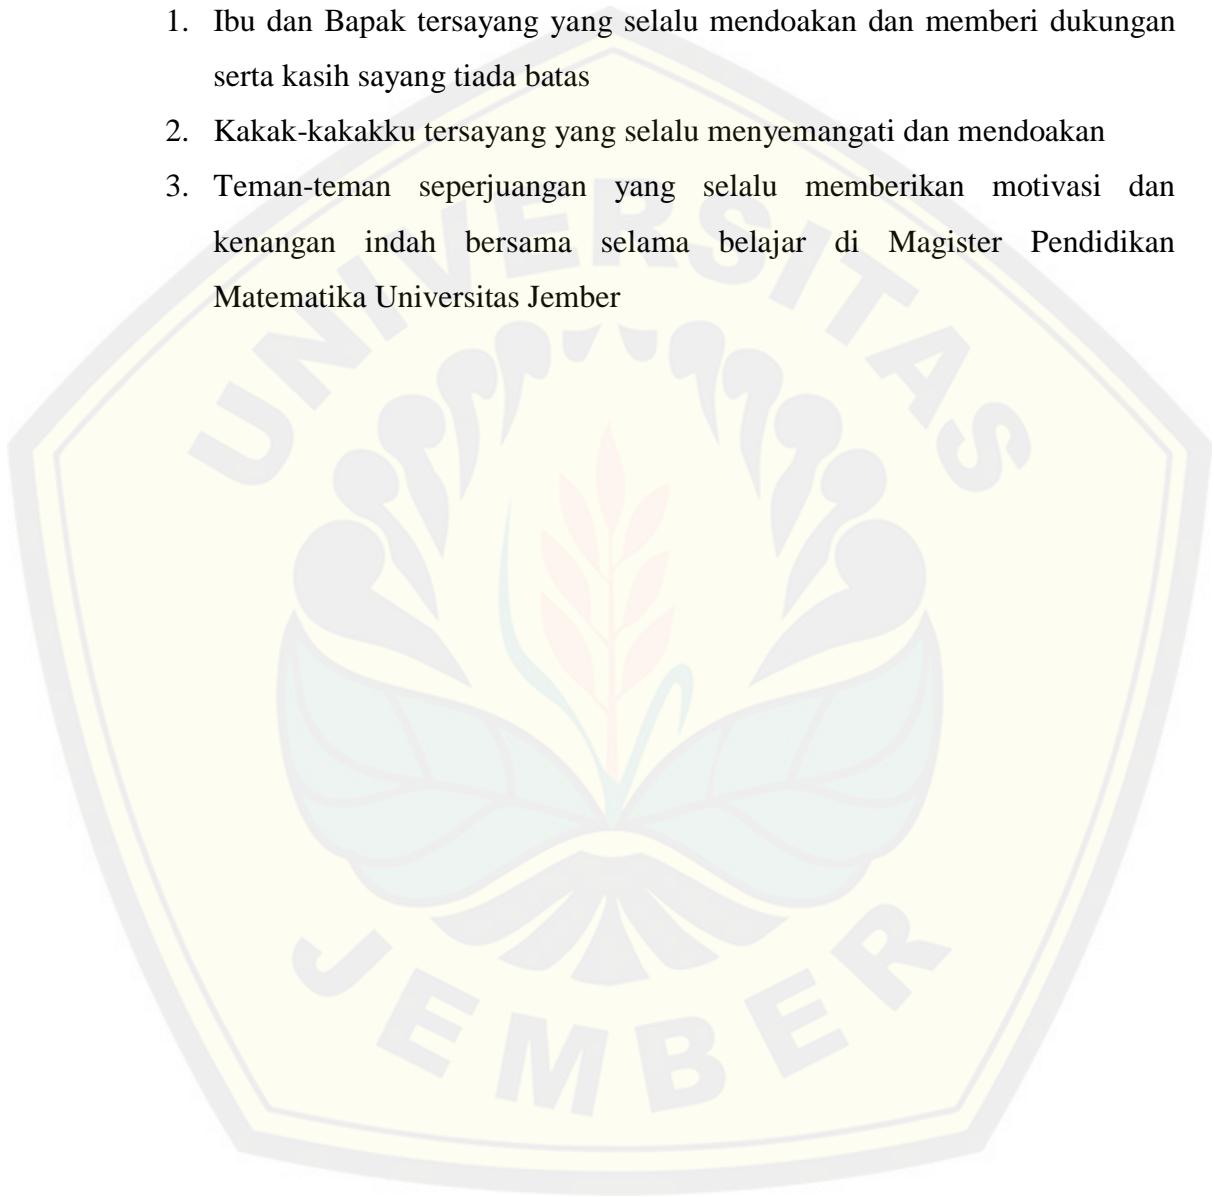 1. Ibu dan Bapak tersayang yang selalu mendoakan dan memberi dukungan
serta kasih sayang tiada batas
2. Kakak-kakakku tersayang yang selalu menyemangati dan mendoakan
3. Teman-teman seperjuangan yang selalu memberikan motivasi dan
kenangan indah bersama selama belajar di Magister Pendidikan
Matematika Universitas Jember
UNIVERSITAS
JEMBER